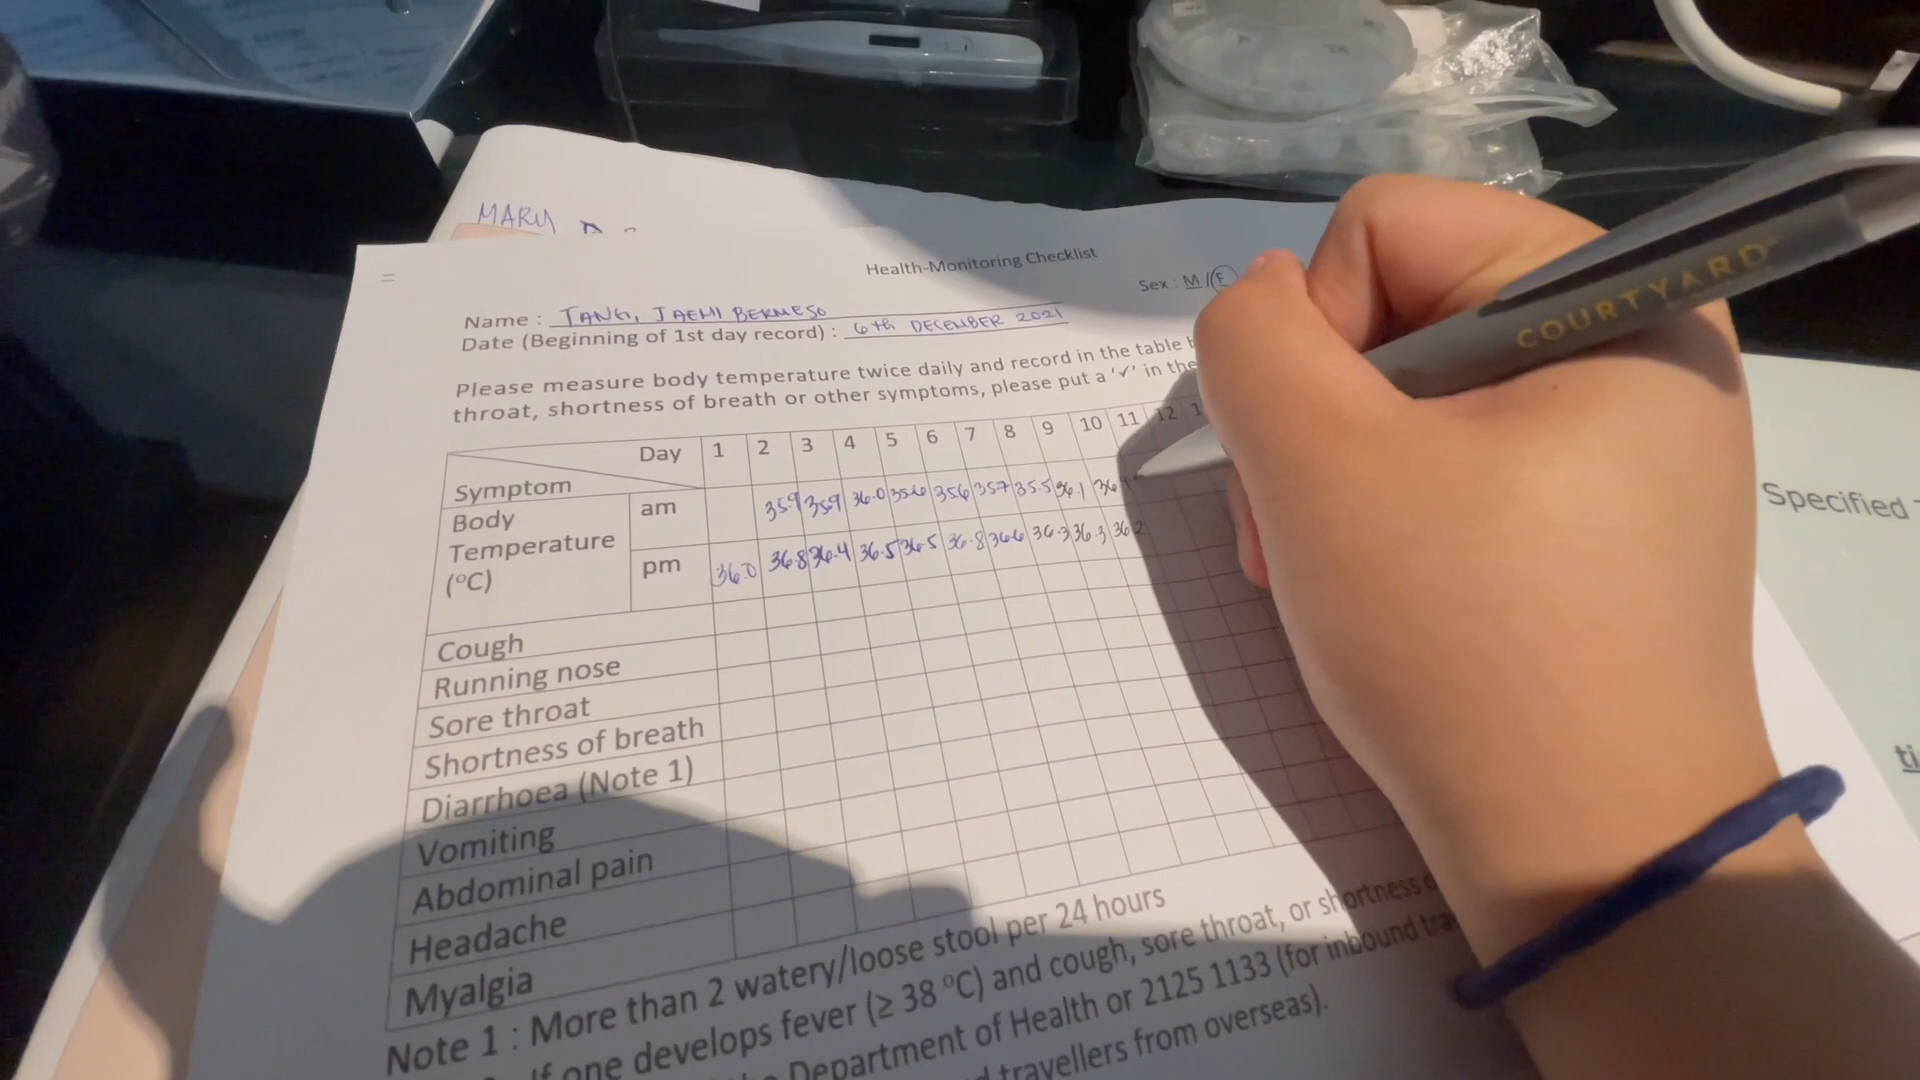 MARY
Health-Monitoring Checklist
Sex : M / F
Name : TANG, JAEMI BERMESO
Date (Beginning of 1st day record) : 6th DECEMBER 2021
Please measure body temperature twice daily and record in the table
throat, shortness of breath or other symptoms, please put a '✓' in the
Day 1 2 3 4 5 6 7 8 9 10 11 12
Symptom
Body Temperature (°C)
am 35.9 35.9 36.0 35.6 35.6 35.7 35.5 36.1
pm 36.0 36.8 36.4 36.5 36.5 36.8 36.6 36.3 36.3 36.2
Cough
Running nose
Sore throat
Shortness of breath
Diarrhoea (Note 1)
Vomiting
Abdominal pain
Headache
Myalgia
Note 1 : More than 2 watery/loose stool per 24 hours
If one develops fever (≥ 38 °C) and cough, sore throat, or shortness
Department of Health or 2125 1133 (for inbound
travellers from overseas).
COURTYARD
Specified